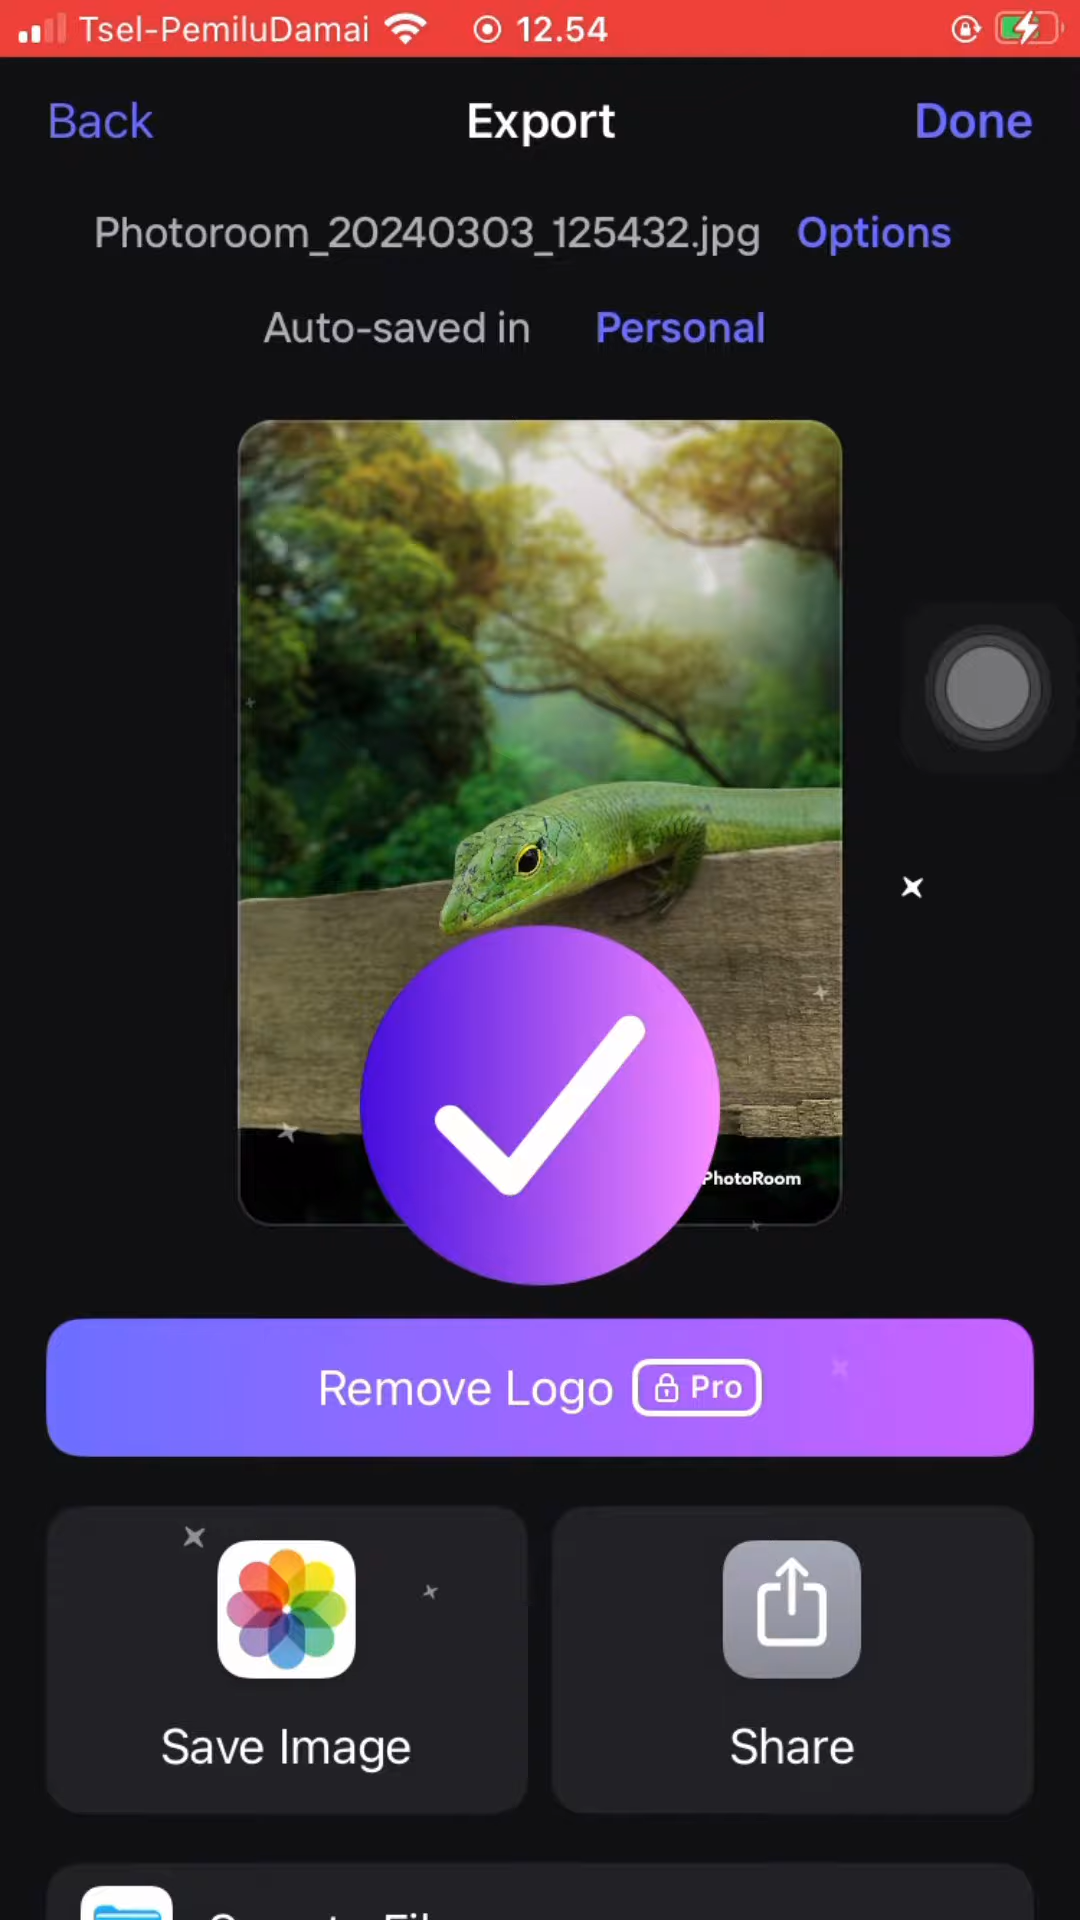 Tsel-PemiluDamai 12.54
Back Export Done
Photoroom_20240303_125432.jpg Options
Auto-saved in Personal
PhotoRoom
Remove Logo Pro
Save Image Share